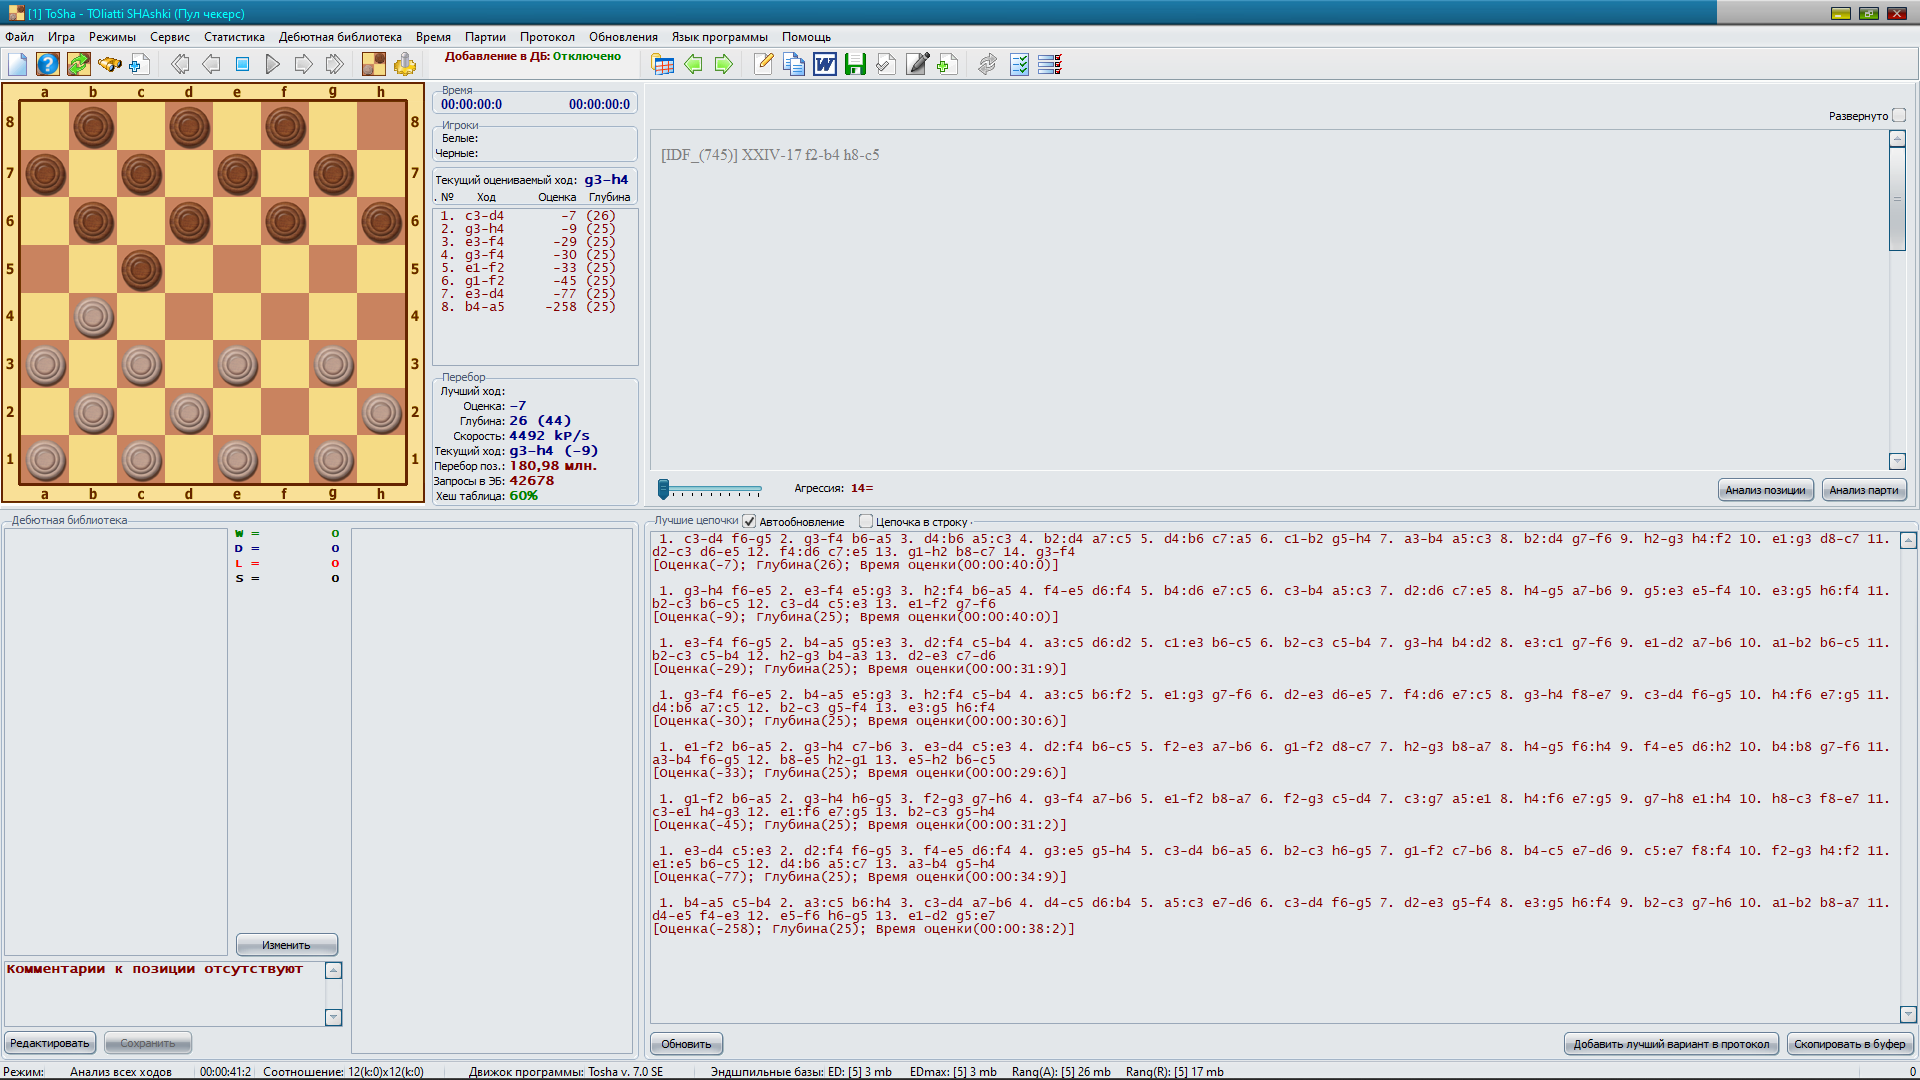 [1] ToSha - TOliatti SHAshki (Пул чекерс)
Файл Игра Режимы Сервис Статистика Дебютная библиотека Время Партии Протокол Обновления Язык программы Помощь
Добавление в ДБ: Отключено
a b c d e f g h
8 8
7 7
6 6
5 5
4 4
3 3
2 2
1 1
a b c d e f g h
Время
00:00:00:0 00:00:00:0
Игроки
Белые:
Черные:
Текущий оцениваемый ход: g3-h4
. № Ход Оценка Глубина
1. c3-d4 -7 (26)
2. g3-h4 -9 (25)
3. e3-f4 -29 (25)
4. g3-f4 -30 (25)
5. e1-f2 -33 (25)
6. g1-f2 -45 (25)
7. e3-d4 -77 (25)
8. b4-a5 -258 (25)
Перебор
Лучший ход:
Оценка: -7
Глубина: 26 (44)
Скорость: 4492 kP/s
Текущий ход: g3-h4 (-9)
Перебор поз.: 180,98 млн.
Запросы в ЭБ: 42678
Хеш таблица: 60%
Развернуто
[IDF_(745)] XXIV-17 f2-b4 h8-c5
Агрессия: 14=
Анализ позиции Анализ парти
Дебютная библиотека
W = 0
D = 0
L = 0
S = 0
Изменить
Комментарии к позиции отсутствуют
Редактировать Сохранить
Лучшие цепочки Автообновление Цепочка в строку
1. c3-d4 f6-g5 2. g3-f4 b6-a5 3. d4:b6 a5:c3 4. b2:d4 a7:c5 5. d4:b6 c7:a5 6. c1-b2 g5-h4 7. a3-b4 a5:c3 8. b2:d4 g7-f6 9. h2-g3 h4:f2 10. e1:g3 d8-c7 11.
d2-c3 d6-e5 12. f4:d6 c7:e5 13. g1-h2 b8-c7 14. g3-f4
[Оценка(-7); Глубина(26); Время оценки(00:00:40:0)]
1. g3-h4 f6-e5 2. e3-f4 e5:g3 3. h2:f4 b6-a5 4. f4-e5 d6:f4 5. b4:d6 e7:c5 6. c3-b4 a5:c3 7. d2:d6 c7:e5 8. h4-g5 a7-b6 9. g5:e3 e5-f4 10. e3:g5 h6:f4 11.
b2-c3 b6-c5 12. c3-d4 c5:e3 13. e1-f2 g7-f6
[Оценка(-9); Глубина(25); Время оценки(00:00:40:0)]
1. e3-f4 f6-g5 2. b4-a5 g5:e3 3. d2:f4 c5-b4 4. a3:c5 d6:d2 5. c1:e3 b6-c5 6. b2-c3 c5-b4 7. g3-h4 b4:d2 8. e3:c1 g7-f6 9. e1-d2 a7-b6 10. a1-b2 b6-c5 11.
b2-c3 c5-b4 12. h2-g3 b4-a3 13. d2-e3 c7-d6
[Оценка(-29); Глубина(25); Время оценки(00:00:31:9)]
1. g3-f4 f6-e5 2. b4-a5 e5:g3 3. h2:f4 c5-b4 4. a3:c5 b6:f2 5. e1:g3 g7-f6 6. d2-e3 d6-e5 7. f4:d6 e7:c5 8. g3-h4 f8-e7 9. c3-d4 f6-g5 10. h4:f6 e7:g5 11.
d4:b6 a7:c5 12. b2-c3 g5-f4 13. e3:g5 h6:f4
[Оценка(-30); Глубина(25); Время оценки(00:00:30:6)]
1. e1-f2 b6-a5 2. g3-h4 c7-b6 3. e3-d4 c5:e3 4. d2:f4 b6-c5 5. f2-e3 a7-b6 6. g1-f2 d8-c7 7. h2-g3 b8-a7 8. h4-g5 f6:h4 9. f4-e5 d6:h2 10. b4:b8 g7-f6 11.
a3-b4 f6-g5 12. b8-e5 h2-g1 13. e5-h2 b6-c5
[Оценка(-33); Глубина(25); Время оценки(00:00:29:6)]
1. g1-f2 b6-a5 2. g3-h4 h6-g5 3. f2-g3 g7-h6 4. g3-f4 a7-b6 5. e1-f2 b8-a7 6. f2-g3 c5-d4 7. c3:g7 a5:e1 8. h4:f6 e7:g5 9. g7-h8 e1:h4 10. h8-c3 f8-e7 11.
c3-e1 h4-g3 12. e1:f6 e7:g5 13. b2-c3 g5-h4
[Оценка(-45); Глубина(25); Время оценки(00:00:31:2)]
1. e3-d4 c5:e3 2. d2:f4 f6-g5 3. f4-e5 d6:f4 4. g3:e5 g5-h4 5. c3-d4 b6-a5 6. b2-c3 h6-g5 7. g1-f2 c7-b6 8. b4-c5 e7-d6 9. c5:e7 f8:f4 10. f2-g3 h4:f2 11.
e1:e5 b6-c5 12. d4:b6 a5:c7 13. a3-b4 g5-h4
[Оценка(-77); Глубина(25); Время оценки(00:00:34:9)]
1. b4-a5 c5-b4 2. a3:c5 b6:h4 3. c3-d4 a7-b6 4. d4-c5 d6:b4 5. a5:c3 e7-d6 6. c3-d4 f6-g5 7. d2-e3 g5-f4 8. e3:g5 h6:f4 9. b2-c3 g7-h6 10. a1-b2 b8-a7 11.
d4-e5 f4-e3 12. e5-f6 h6-g5 13. e1-d2 g5:e7
[Оценка(-258); Глубина(25); Время оценки(00:00:38:2)]
Обновить Добавить лучший вариант в протокол Скопировать в буфер
Режим: Анализ всех ходов 00:00:41:2 Соотношение: 12(k:0)x12(k:0) Движок программы: Tosha v. 7.0 SE Эндшпильные базы: ED: [5] 3 mb EDmax: [5] 3 mb Rang(A): [5] 26 mb Rang(R): [5] 17 mb 0